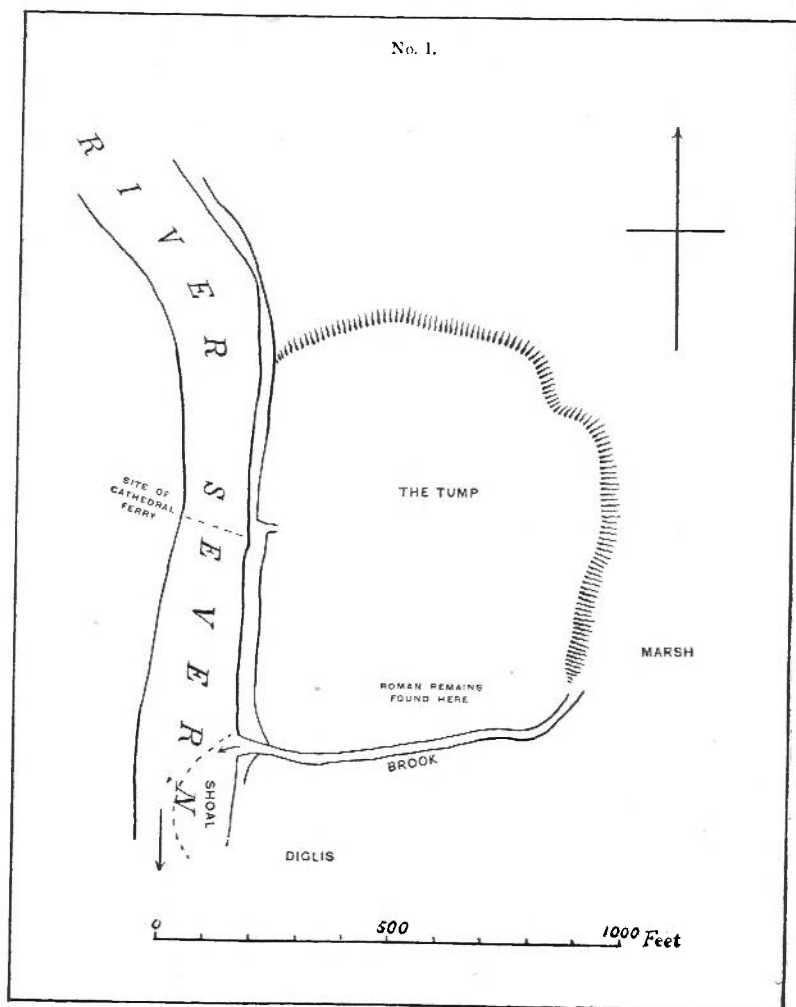 No. 1.
RIVER SEVERN
SITE OF
CATHEDRAL
FERRY
THE TUMP
MARSH
ROMAN REMAINS
FOUND HERE
BROOK
SHOAL
DIGLIS
0 500 1000 Feet